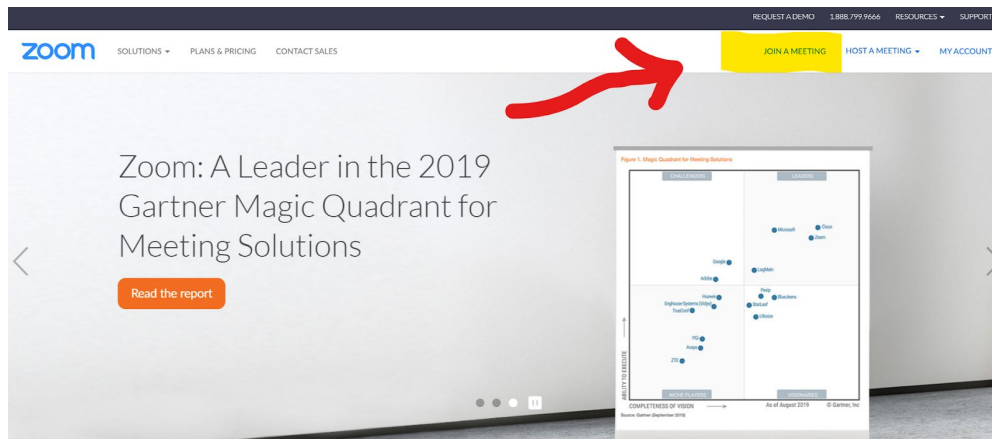 REQUEST A DEMO 1.888.799.9666 RESOURCES SUPPORT
zoom SOLUTIONS PLANS & PRICING CONTACT SALES JOIN A MEETING HOST A MEETING MY ACCOUNT
Zoom: A Leader in the 2019
Gartner Magic Quadrant for
Meeting Solutions
Read the report
Figure 1. Magic Quadrant for Meeting Solutions
CHALLENGERS LEADERS
Microsoft Cisco
Zoom
Google
LogMeIn
Adobe
Pexip
Huawei BlueJeans
Enghouse Systems (Vidyo) StarLeaf
TrueConf
Lifesize
PGi
Avaya
ZTE
ABILITY TO EXECUTE
NICHE PLAYERS VISIONARIES
COMPLETENESS OF VISION As of August 2019 © Gartner, Inc
Source: Gartner (September 2019)